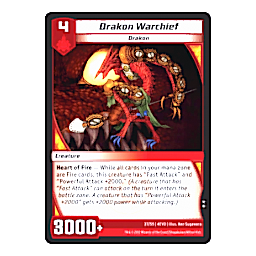 4
Drakon Warchief
Drakon
Creature
Heart of Fire — While all cards in your mana zone
are Fire cards, this creature has "Fast Attack" and
"Powerful Attack +2000." (A creature that has
"Fast Attack" can attack on the turn it enters the
battle zone. A creature that has "Powerful Attack
+2000" gets +2000 power while attacking.)
3000+